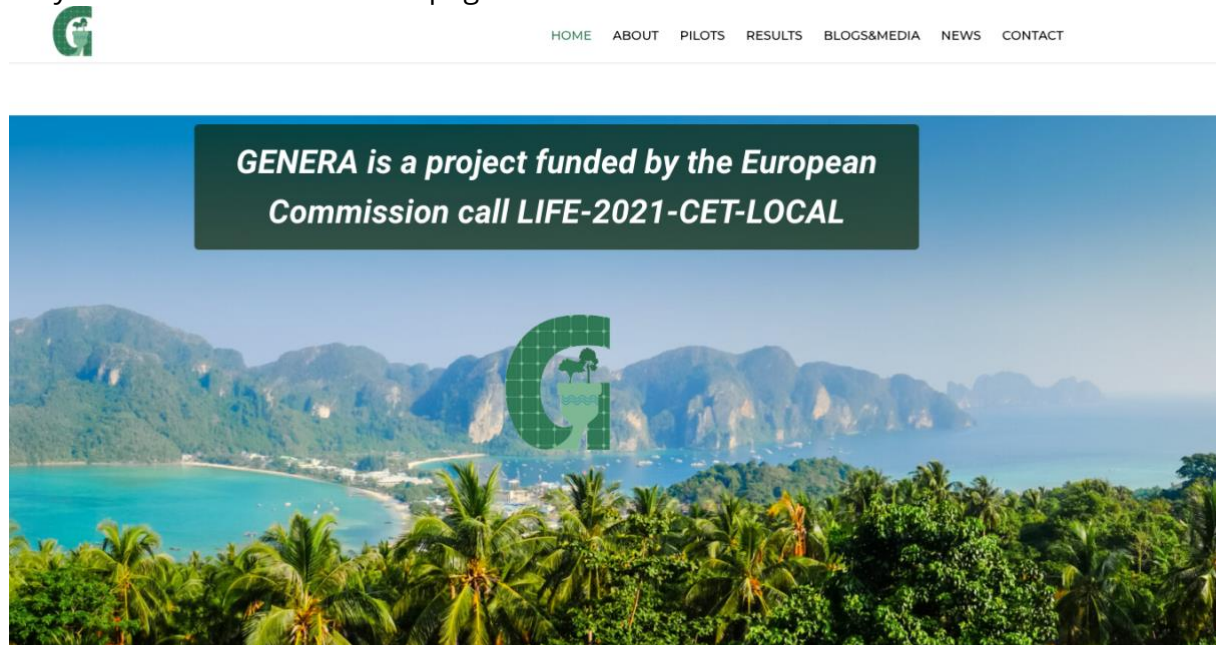 HOME ABOUT PILOTS RESULTS BLOGS&MEDIA NEWS CONTACT
GENERA is a project funded by the European
Commission call LIFE-2021-CET-LOCAL